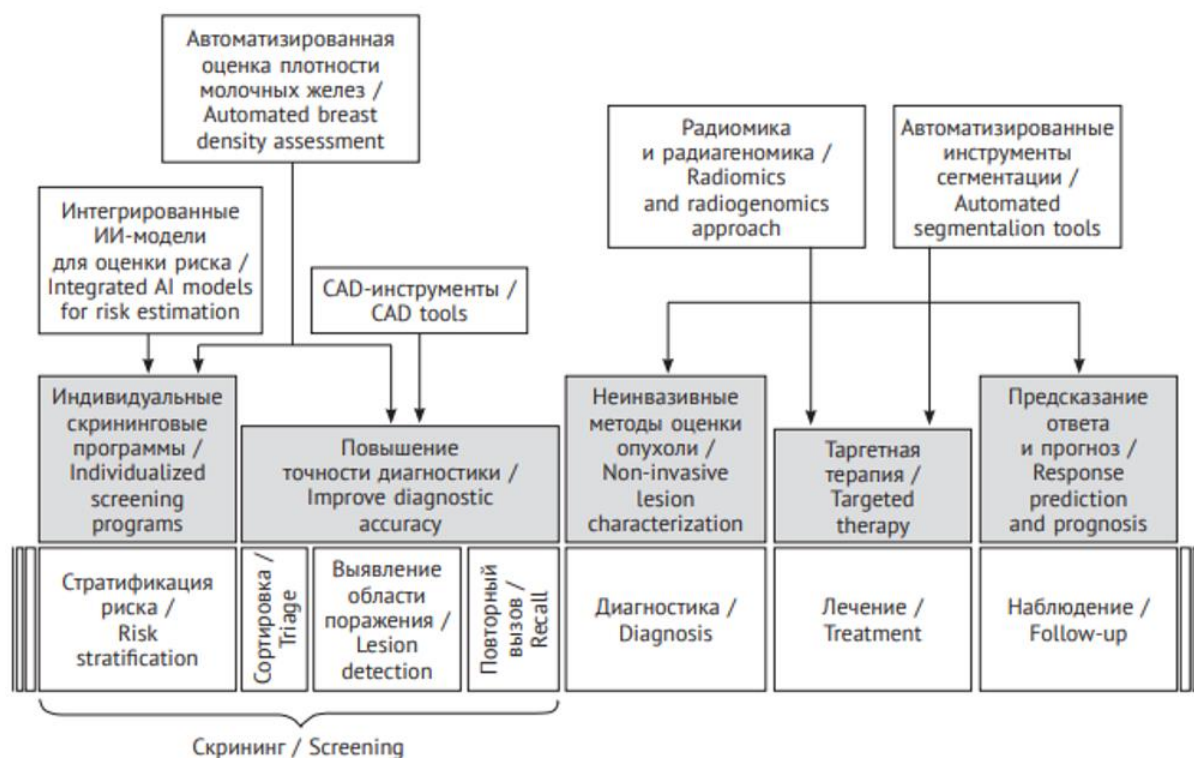 Автоматизированная
оценка плотности
молочных желез /
Automated breast
density assessment
Радиомика
и радиагеномика /
Radiomics
and radiogenomics
approach
Автоматизированные
инструменты
сегментации /
Automated
segmentalion tools
Интегрированные
ИИ-модели
для оценки риска /
Integrated AI models
for risk estimation
CAD-инструменты /
CAD tools
Индивидуальные
скрининговые
программы /
Individualized
screening
programs
Повышение
точности диагностики /
Improve diagnostic
accuracy
Неинвазивные
методы оценки
опухоли /
Non-invasive
lesion
characterization
Таргетная
терапия /
Targeted
therapy
Предсказание
ответа
и прогноз /
Response
prediction
and prognosis
Стратификация
риска /
Risk
stratification
Сортировка /
Triage
Выявление
области
поражения /
Lesion
detection
Повторный
вызов /
Recall
Диагностика /
Diagnosis
Лечение /
Treatment
Наблюдение /
Follow-up
Скрининг / Screening